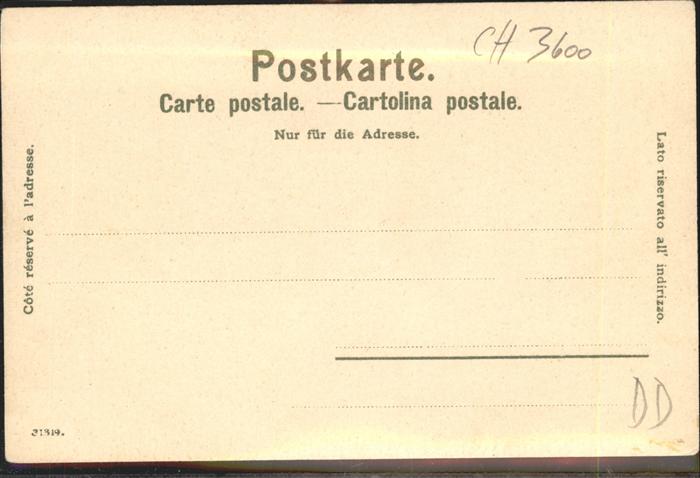 CH 3600
Postkarte.
Carte postale. — Cartolina postale.
Nur für die Adresse.
Côté réservé à l'adresse.
Lato riservato all' indirizzo.
DD
21319.